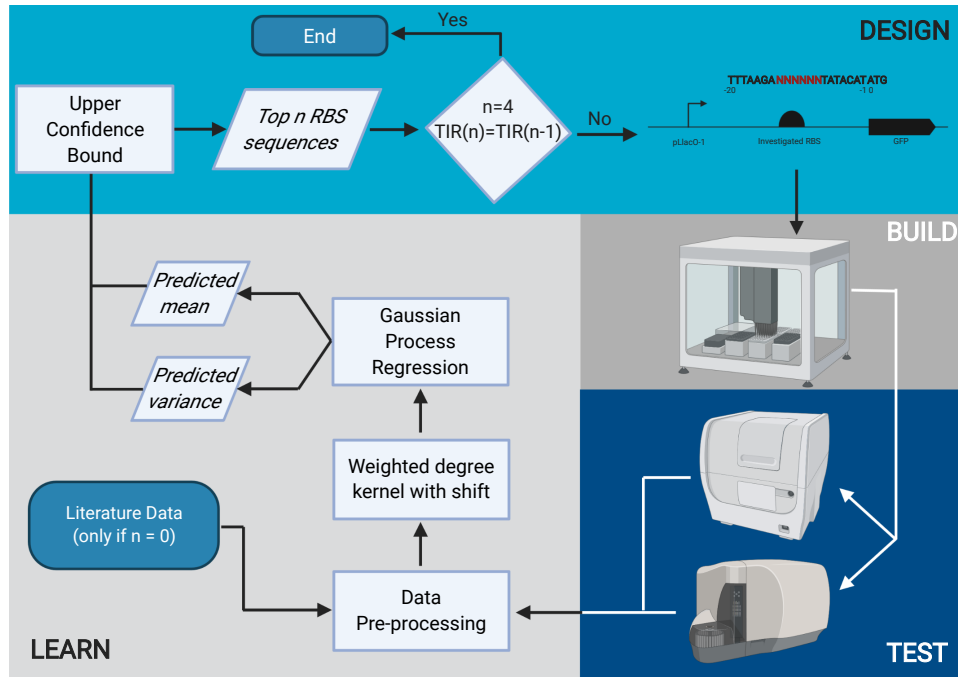 DESIGN
End
Yes
Upper
Confidence
Bound
Top n RBS
sequences
n=4
TIR(n)=TIR(n-1)
No
TTTAAGANNNNNNTATACATATG
-20 -10
pLlacO-1 Investigated RBS GFP
BUILD
Predicted
mean
Gaussian
Process
Regression
Predicted
variance
Weighted degree
kernel with shift
Literature Data
(only if n = 0)
Data
Pre-processing
LEARN
TEST